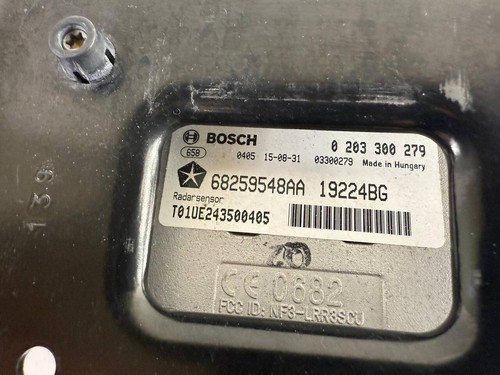 BOSCH 0 203 300 279
658 0405 15-08-31 03300279 Made in Hungary
68259548AA 19224BG
Radarsensor
T01UE243500405
CE 0682
FCC ID: NF3-LRR3SCU
139